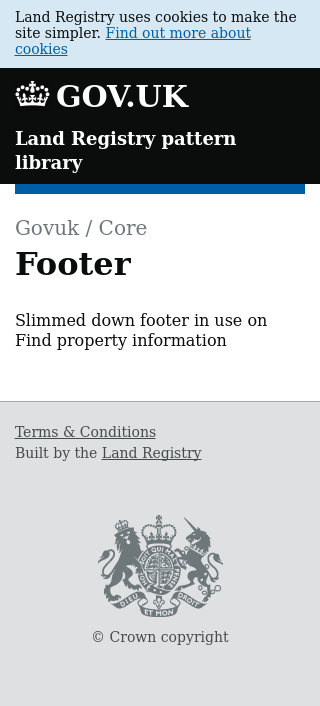 Land Registry uses cookies to make the
site simpler. Find out more about
cookies
GOV.UK
Land Registry pattern
library
Govuk / Core
Footer
Slimmed down footer in use on
Find property information
Terms & Conditions
Built by the Land Registry
DIEU ET MON DROIT
© Crown copyright